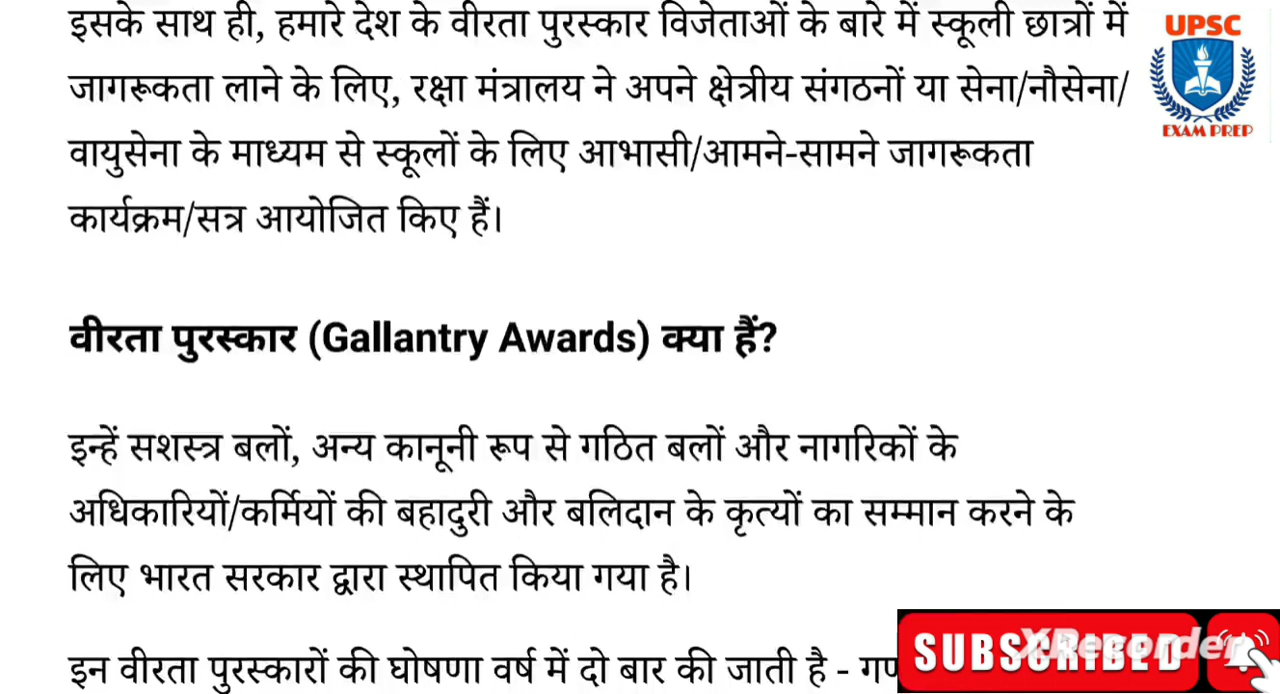 इसके साथ ही, हमारे देश के वीरता पुरस्कार विजेताओं के बारे में स्कूली छात्रों में
जागरूकता लाने के लिए, रक्षा मंत्रालय ने अपने क्षेत्रीय संगठनों या सेना/नौसेना/
वायुसेना के माध्यम से स्कूलों के लिए आभासी/आमने-सामने जागरूकता
कार्यक्रम/सत्र आयोजित किए हैं।
UPSC
EXAM PREP
वीरता पुरस्कार (Gallantry Awards) क्या हैं?
इन्हें सशस्त्र बलों, अन्य कानूनी रूप से गठित बलों और नागरिकों के
अधिकारियों/कर्मियों की बहादुरी और बलिदान के कृत्यों का सम्मान करने के
लिए भारत सरकार द्वारा स्थापित किया गया है।
इन वीरता पुरस्कारों की घोषणा वर्ष में दो बार की जाती है -
SUBSCRIBED
XRecorder